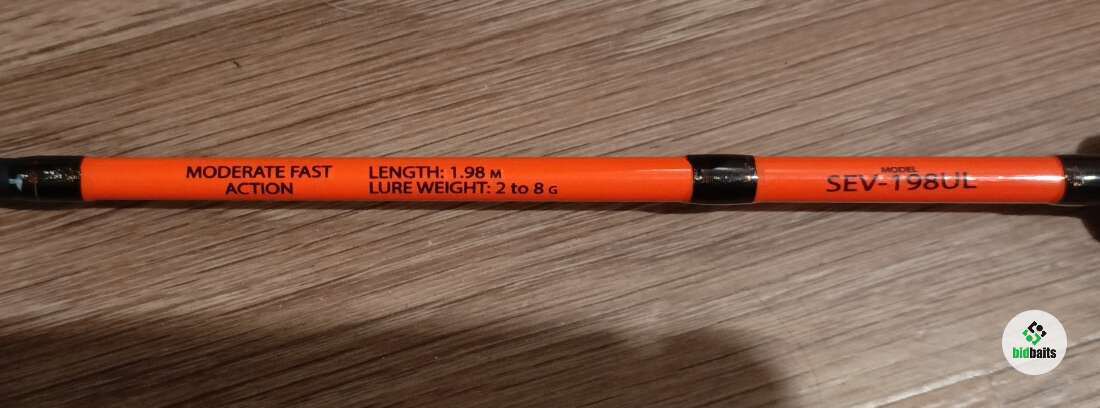 MODERATE FAST
ACTION
LENGTH: 1.98 M
LURE WEIGHT: 2 to 8 G
MODEL
SEV-198UL
bidbaits